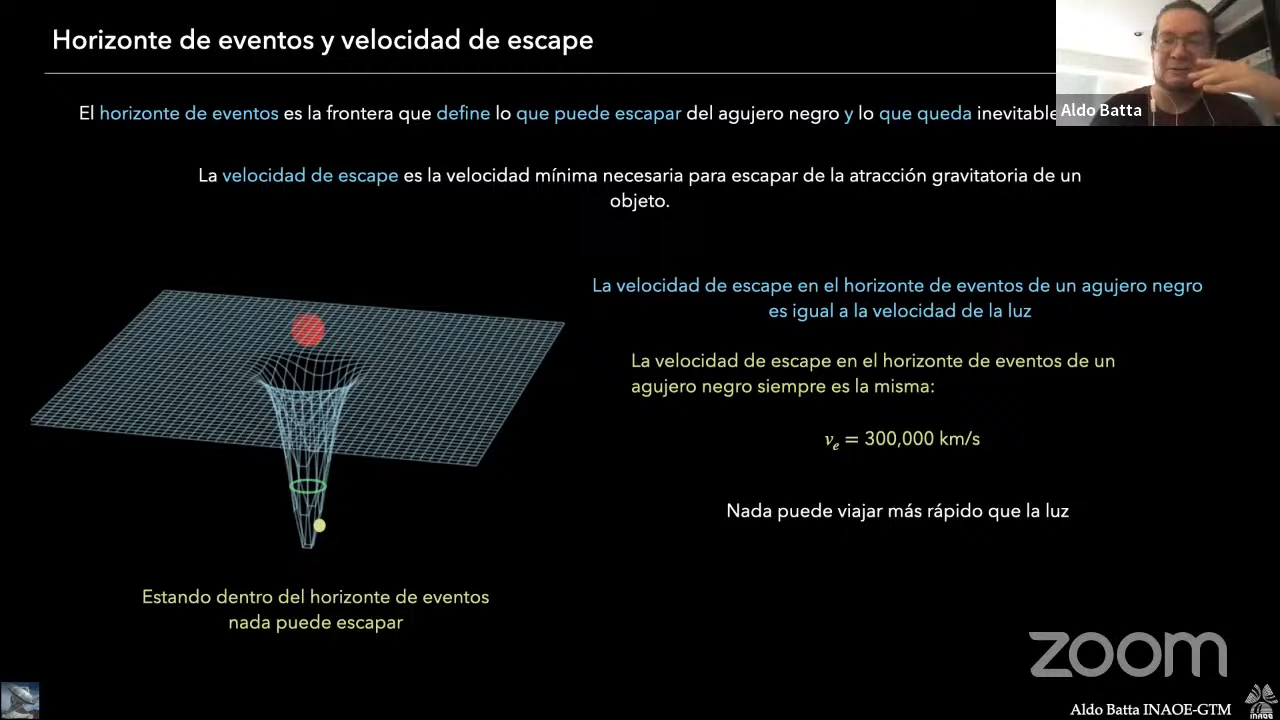 Horizonte de eventos y velocidad de escape
El horizonte de eventos es la frontera que define lo que puede escapar del agujero negro y lo que queda
Aldo Batta
La velocidad de escape es la velocidad mínima necesaria para escapar de la atracción gravitatoria de un
objeto.
La velocidad de escape en el horizonte de eventos de un agujero negro
es igual a la velocidad de la luz
La velocidad de escape en el horizonte de eventos de un
agujero negro siempre es la misma:
vₑ = 300,000 km/s
Nada puede viajar más rápido que la luz
Estando dentro del horizonte de eventos
nada puede escapar
zoom
Aldo Batta INAOE-GTM
inaoe